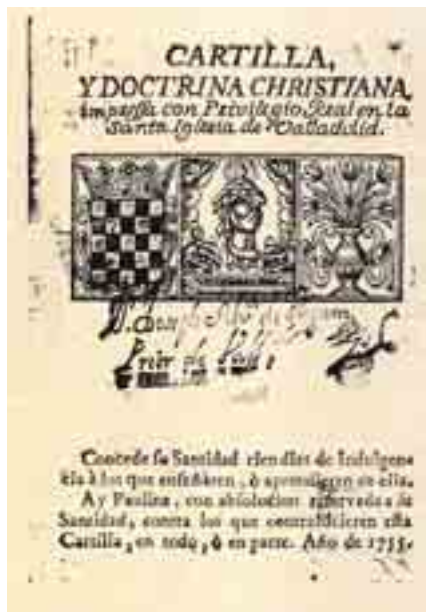 CARTILLA,
Y DOCTRINA CHRISTIANA,
impressa con Privilegio Real en la
Santa Iglesia de Valladolid.
Concede su Santidad cien dias de Indulgen-
cia à los que enseñaren, ò aprendieren en ella.
Ay Paulina, con absolucion reservada à su
Santidad, contra los que contradicieren esta
Cartilla, en todo, ò en parte. Año de 1755.